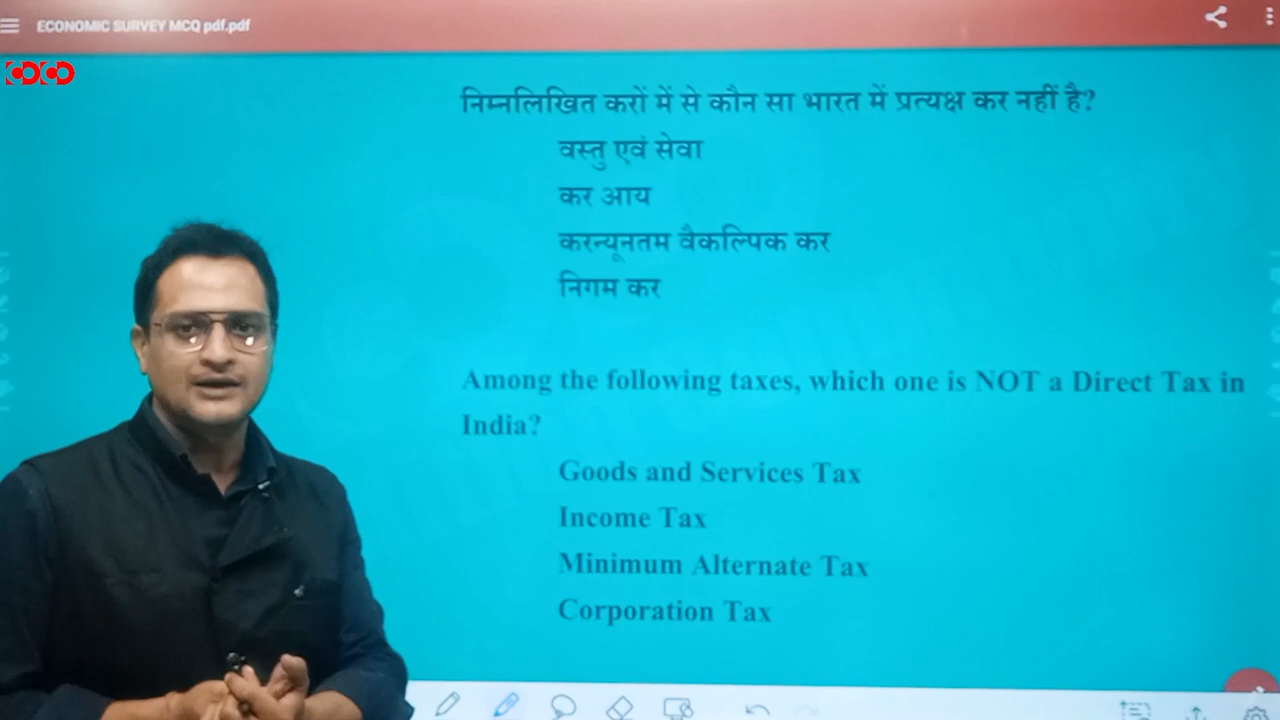 ECONOMIC SURVEY MCQ pdf.pdf
निम्नलिखित करों में से कौन सा भारत में प्रत्यक्ष कर नहीं है?
वस्तु एवं सेवा
कर आय
करन्यूनतम वैकल्पिक कर
निगम कर
Among the following taxes, which one is NOT a Direct Tax in
India?
Goods and Services Tax
Income Tax
Minimum Alternate Tax
Corporation Tax